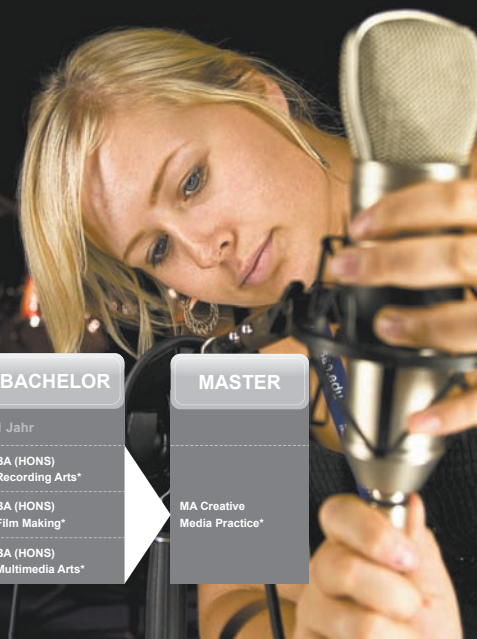 BACHELOR
MASTER
1 Jahr
BA (HONS)
Recording Arts*
BA (HONS)
Film Making*
BA (HONS)
Multimedia Arts*
MA Creative
Media Practice*